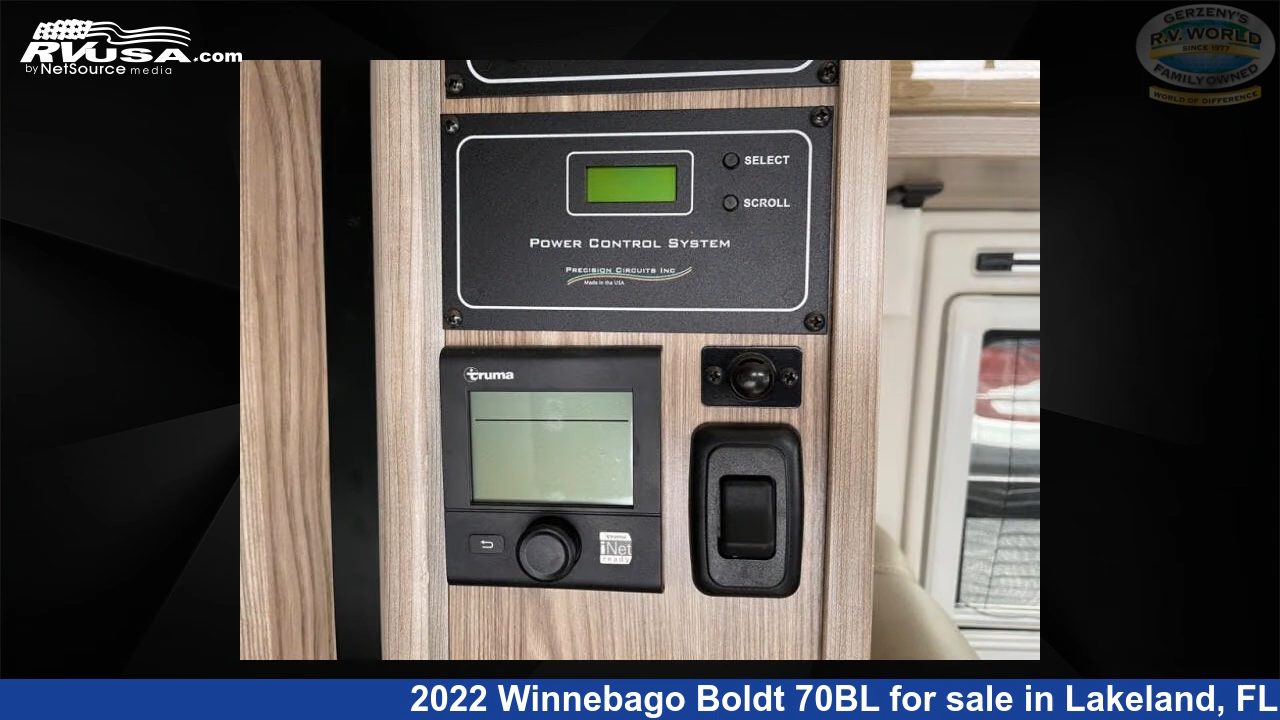 RVUSA.com
by NetSource media
GERZENY'S
R.V. WORLD
SINCE 1977
FAMILY OWNED
WORLD OF DIFFERENCE
SELECT
SCROLL
POWER CONTROL SYSTEM
PRECISION CIRCUITS INC
Made in the USA
truma
iNet
ready
2022 Winnebago Boldt 70BL for sale in Lakeland, FL